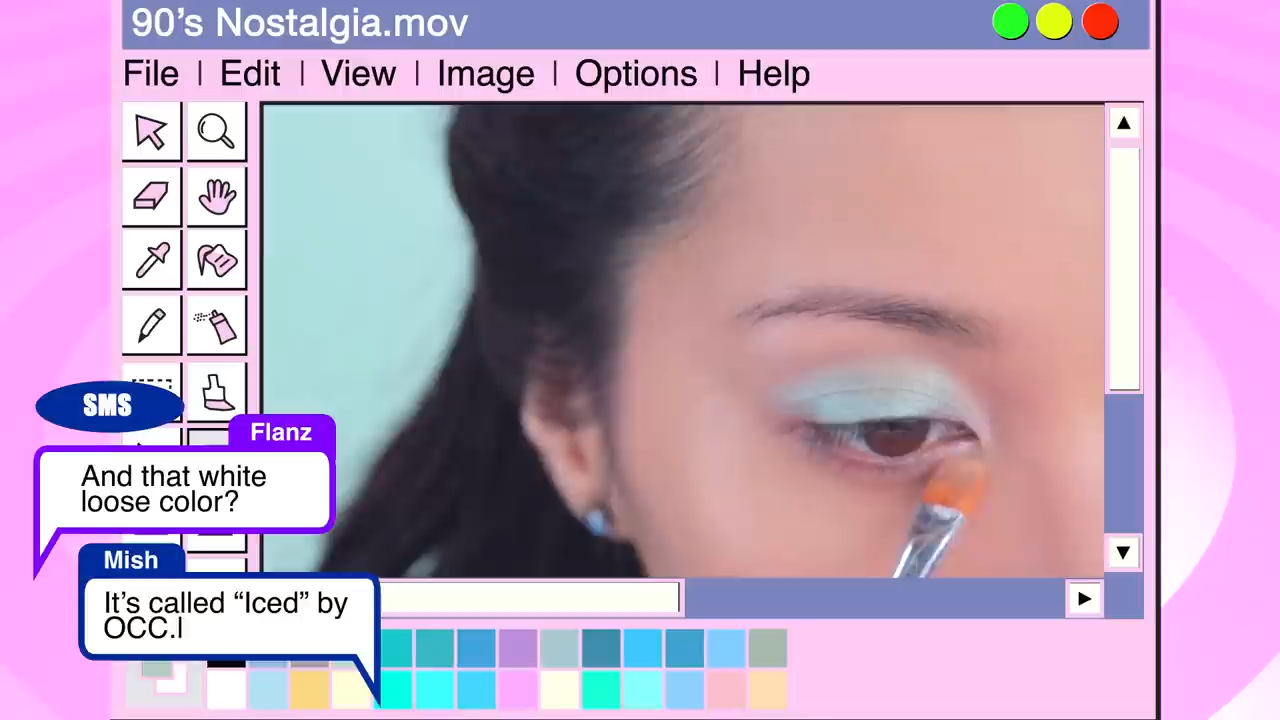 90's Nostalgia.mov
File | Edit | View | Image | Options | Help
SMS
Flanz
And that white
loose color?
Mish
It's called “Iced” by
OCC.